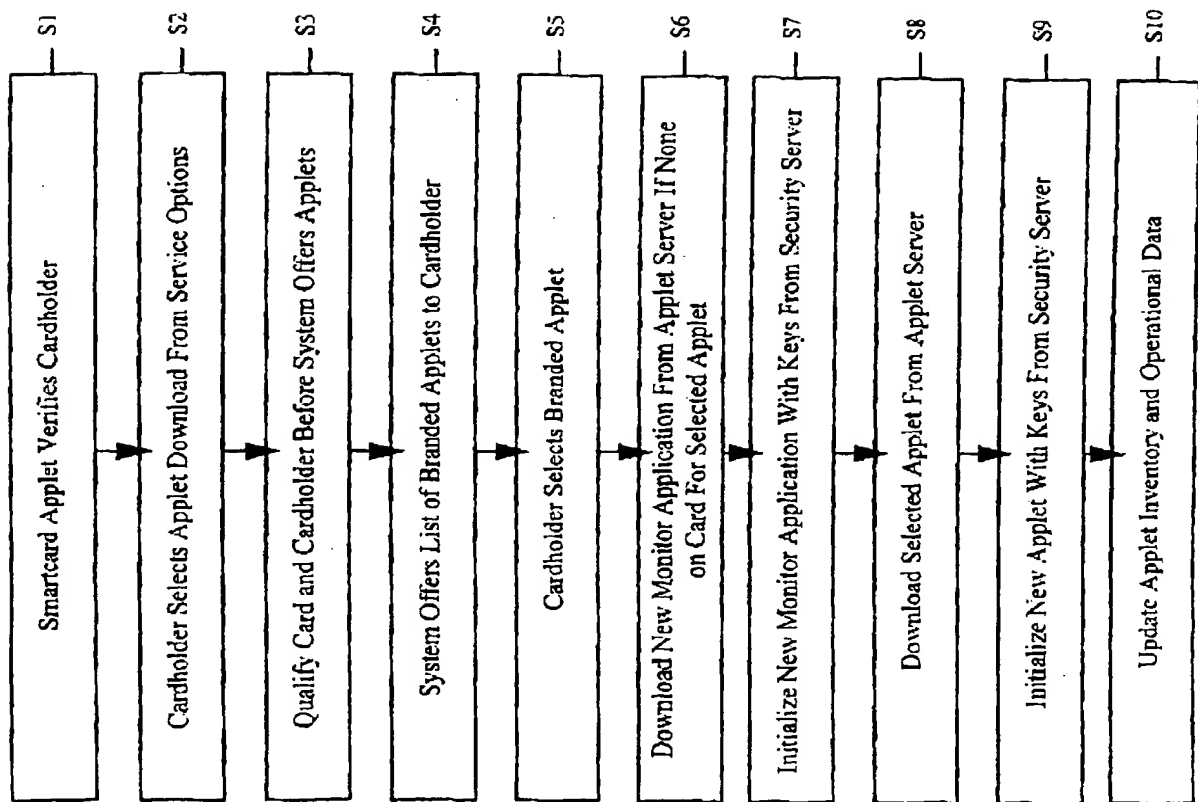 Smartcard Applet Verifies Cardholder
S1
Cardholder Selects Applet Download From Service Options
S2
Qualify Card and Cardholder Before System Offers Applets
S3
System Offers List of Branded Applets to Cardholder
S4
Cardholder Selects Branded Applet
S5
Download New Monitor Application From Applet Server If None
on Card For Selected Applet
S6
Initialize New Monitor Application With Keys From Security Server
S7
Download Selected Applet From Applet Server
S8
Initialize New Applet With Keys From Security Server
S9
Update Applet Inventory and Operational Data
S10